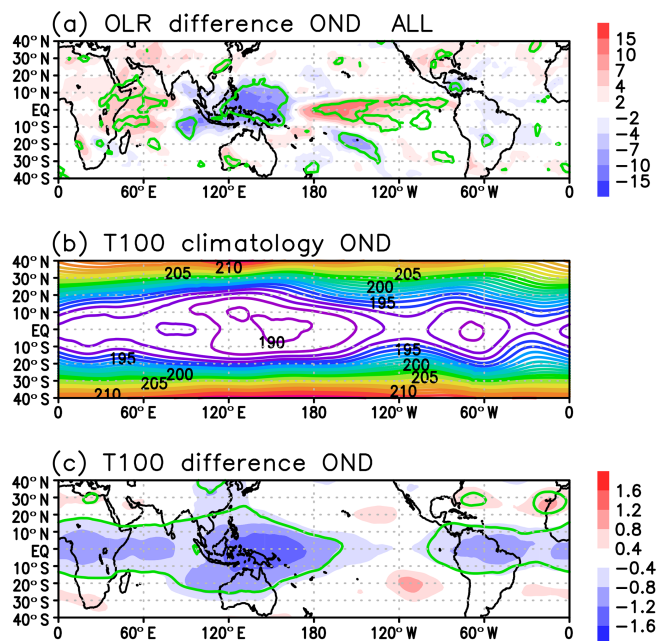 (a) OLR difference OND ALL
40°N
30°N
20°N
10°N
EQ
10°S
20°S
30°S
40°S
0 60°E 120°E 180 120°W 60°W 0
15
10
7
4
2
−2
−4
−7
−10
−15
(b) T100 climatology OND
40°N
30°N
20°N
10°N
EQ
10°S
20°S
30°S
40°S
205 210 205
200 200
195 195
190
195 195
200 200
205 205
210 210
0 60°E 120°E 180 120°W 60°W 0
(c) T100 difference OND
40°N
30°N
20°N
10°N
EQ
10°S
20°S
30°S
40°S
0 60°E 120°E 180 120°W 60°W 0
1.6
1.2
0.8
0.4
−0.4
−0.8
−1.2
−1.6